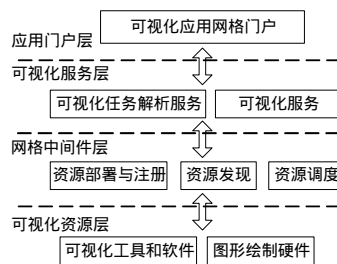 可视化应用网格门户
应用门户层
可视化服务层
可视化任务解析服务 可视化服务
网格中间件层
资源部署与注册 资源发现 资源调度
可视化资源层
可视化工具和软件 图形绘制硬件